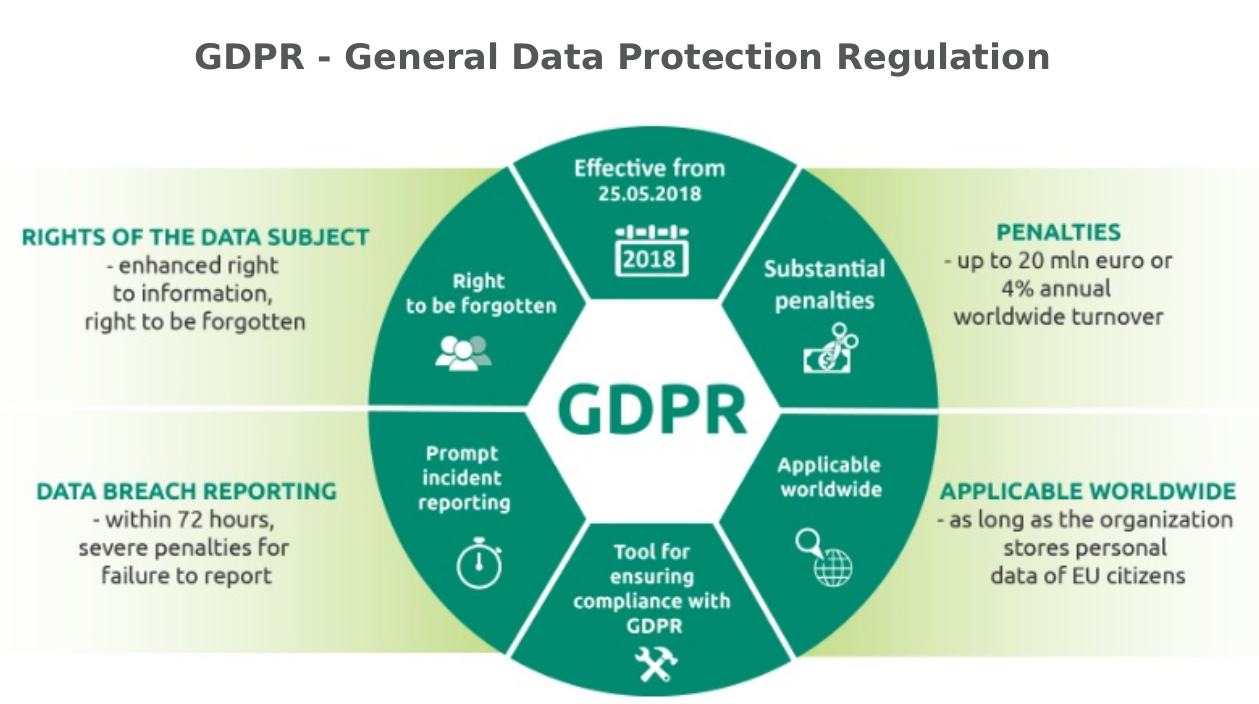 GDPR - General Data Protection Regulation
Effective from
25.05.2018
2018
RIGHTS OF THE DATA SUBJECT
- enhanced right
to information,
right to be forgotten
Right
to be forgotten
Substantial
penalties
$
PENALTIES
- up to 20 mln euro or
4% annual
worldwide turnover
GDPR
DATA BREACH REPORTING
- within 72 hours,
severe penalties for
failure to report
Prompt
incident
reporting
Applicable
worldwide
APPLICABLE WORLDWIDE
- as long as the organization
stores personal
data of EU citizens
Tool for
ensuring
compliance with
GDPR